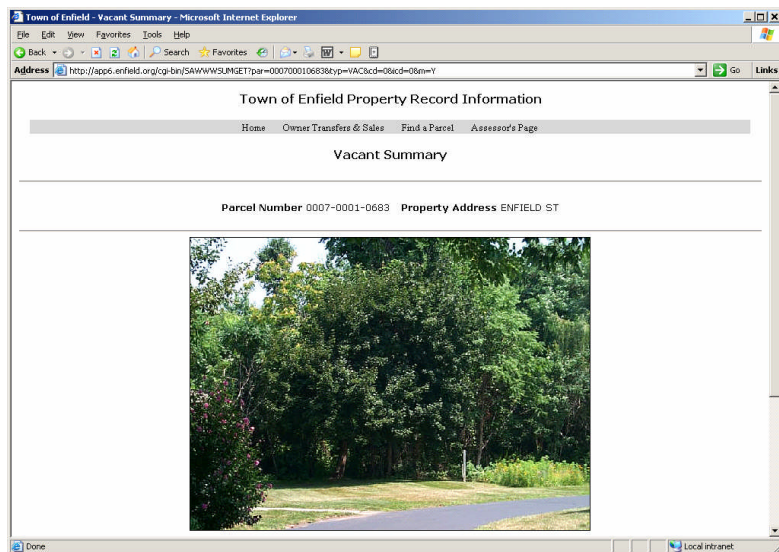 Town of Enfield - Vacant Summary - Microsoft Internet Explorer
File Edit View Favorites Tools Help
Back Search Favorites
Address http://app6.enfield.org/cgi-bin/SAWWWSUMGET?par=000700010683&typ=VAC&cd=0&icd=0&m=Y Go Links
Town of Enfield Property Record Information
Home Owner Transfers & Sales Find a Parcel Assessor's Page
Vacant Summary
Parcel Number 0007-0001-0683 Property Address ENFIELD ST
Done Local intranet